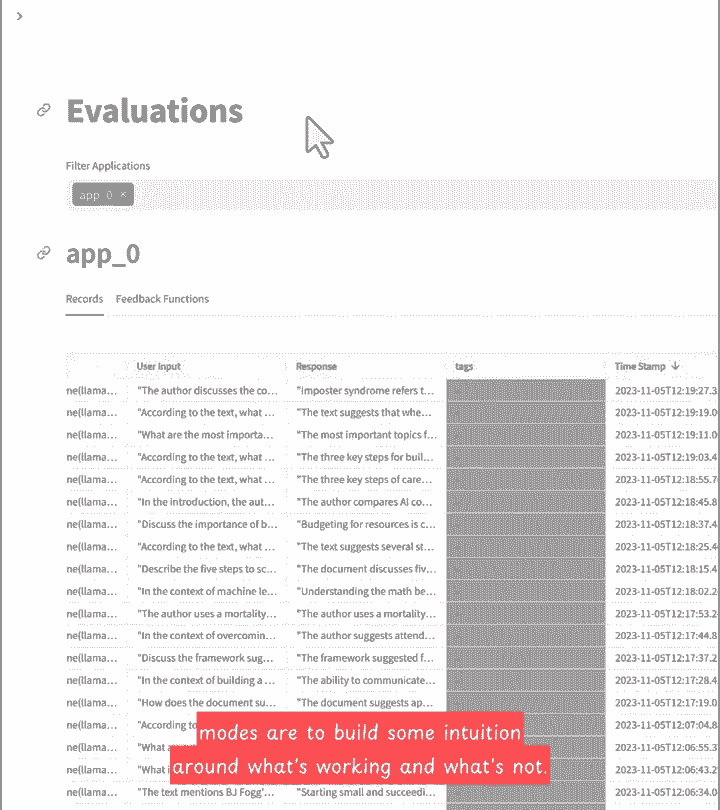 Evaluations
Filter Applications
app_0 ×
app_0
Records Feedback Functions
User Input Response tags Time Stamp
ne(llama... "The author discusses the co... "imposter syndrome refers t... 2023-11-05T12:19:27.3
ne(llama... "According to the text, what ... "The text suggests that whe... 2023-11-05T12:19:19.0
ne(llama... "What are the most importa... "The most important topics f... 2023-11-05T12:19:11.0
ne(llama... "According to the text, what ... "The three key steps for buil... 2023-11-05T12:19:03.4
ne(llama... "According to the text, what ... "The three key steps of care... 2023-11-05T12:18:55.7
ne(llama... "In the introduction, the aut... "The author compares AI co... 2023-11-05T12:18:45.8
ne(llama... "Discuss the importance of b... "Budgeting for resources is c... 2023-11-05T12:18:37.4
ne(llama... "According to the text, what ... "The text suggests several st... 2023-11-05T12:18:25.4
ne(llama... "Describe the five steps to sc... "The document discusses fiv... 2023-11-05T12:18:15.4
ne(llama... "In the context of machine le... "Understanding the math be... 2023-11-05T12:18:02.2
ne(llama... "The author uses a mortality... "The author uses a mortality... 2023-11-05T12:17:53.2
ne(llama... "In the context of overcomin... "The author suggests attend... 2023-11-05T12:17:44.8
ne(llama... "Discuss the framework sug... "The framework suggested f... 2023-11-05T12:17:37.2
ne(llama... "In the context of building a ... "The ability to communicate... 2023-11-05T12:17:28.4
ne(llama... "How does the document su... "The document suggests ap... 2023-11-05T12:17:19.0
ne(llama... "According to 2023-11-05T12:07:04.8
ne(llama... "What 2023-11-05T12:06:55.3
ne(llama... "What 2023-11-05T12:06:43.2
ne(llama... "The text mentions BJ Fogg'... "Starting small and succeedi... 2023-11-05T12:06:34.0
modes are to build some intuition
around what's working and what's not.